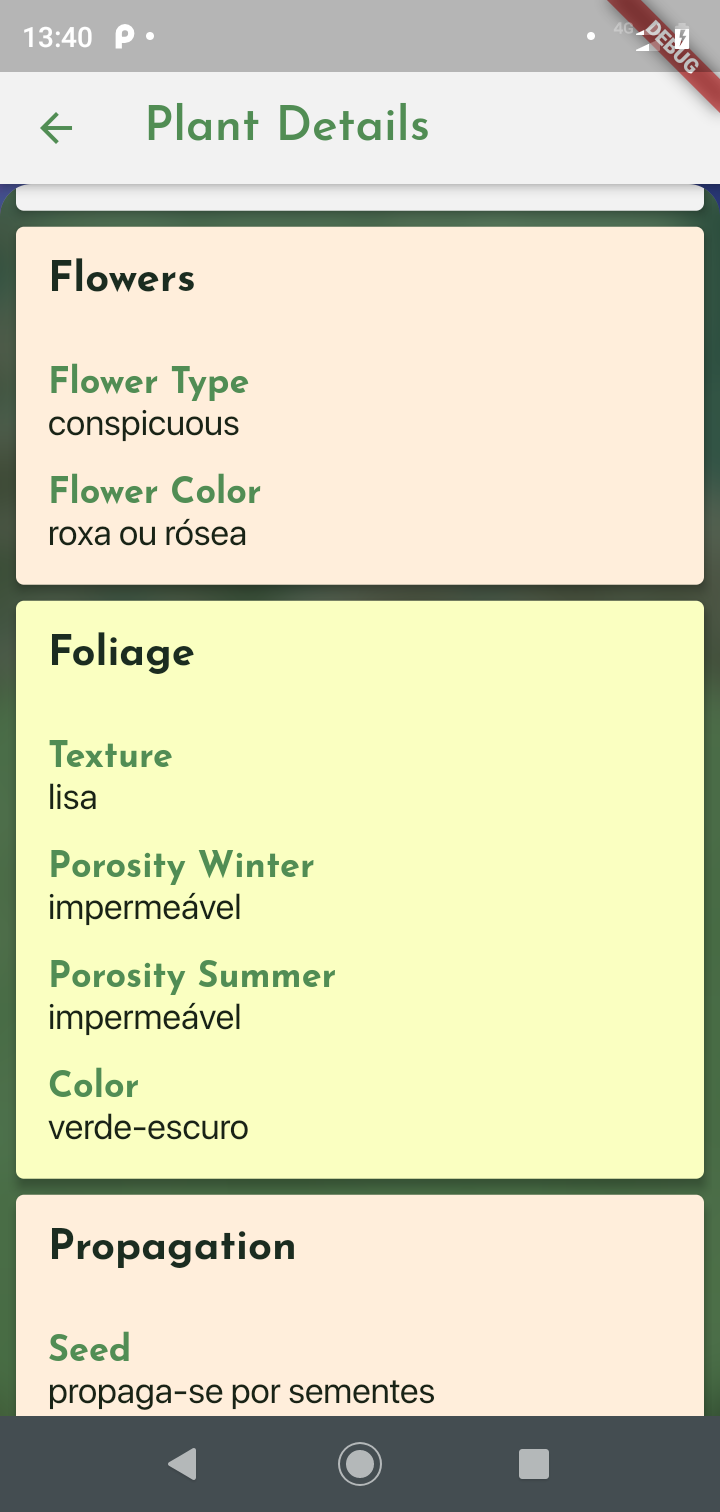 13:40
4G
DEBUG
Plant Details
Flowers
Flower Type
conspicuous
Flower Color
roxa ou rósea
Foliage
Texture
lisa
Porosity Winter
impermeável
Porosity Summer
impermeável
Color
verde-escuro
Propagation
Seed
propaga-se por sementes